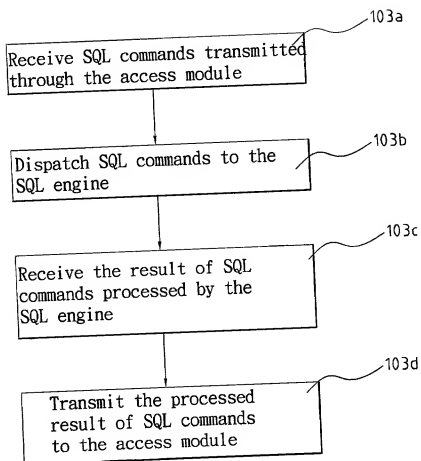 103a
Receive SQL commands transmitted
through the access module
103b
Dispatch SQL commands to the
SQL engine
103c
Receive the result of SQL
commands processed by the
SQL engine
103d
Transmit the processed
result of SQL commands
to the access module